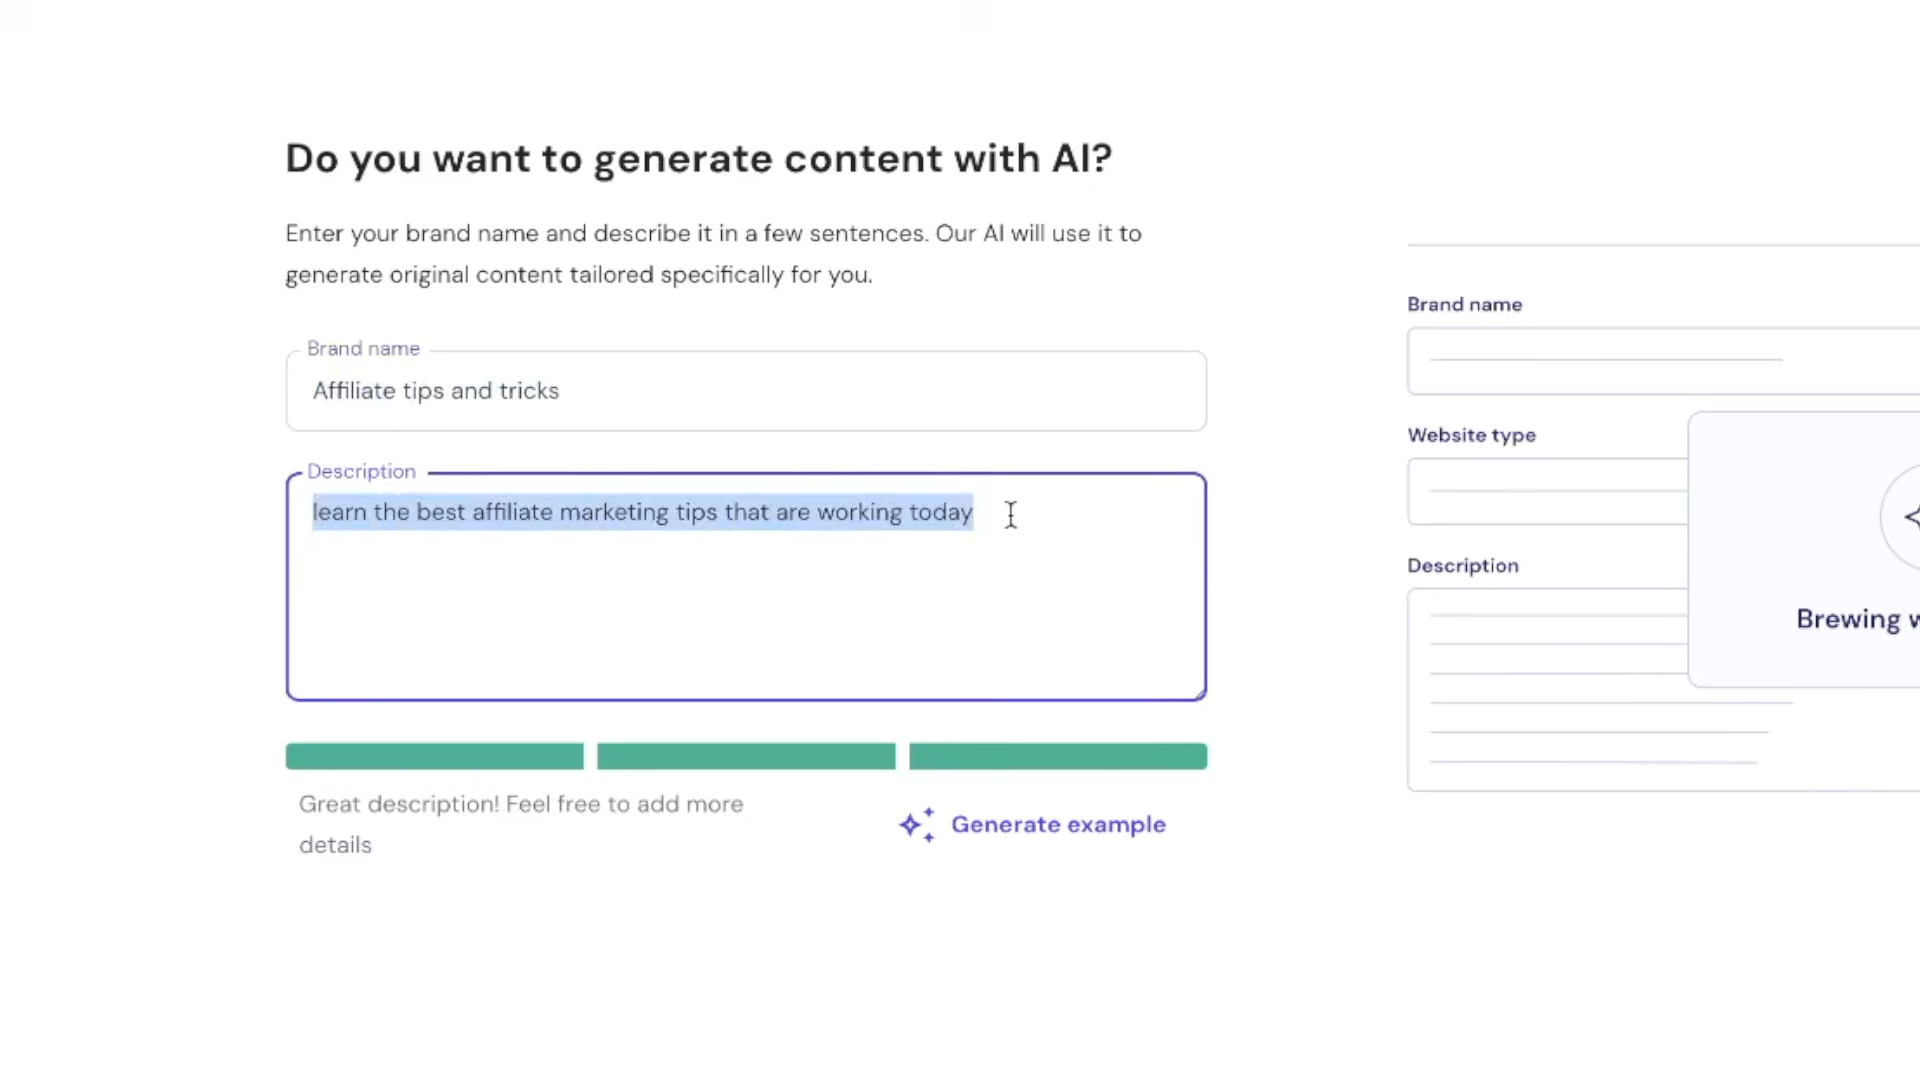 Do you want to generate content with AI?
Enter your brand name and describe it in a few sentences. Our AI will use it to
generate original content tailored specifically for you.
Brand name
Affiliate tips and tricks
Description
learn the best affiliate marketing tips that are working today
Great description! Feel free to add more
details
Generate example
Brand name
Website type
Description
Brewing